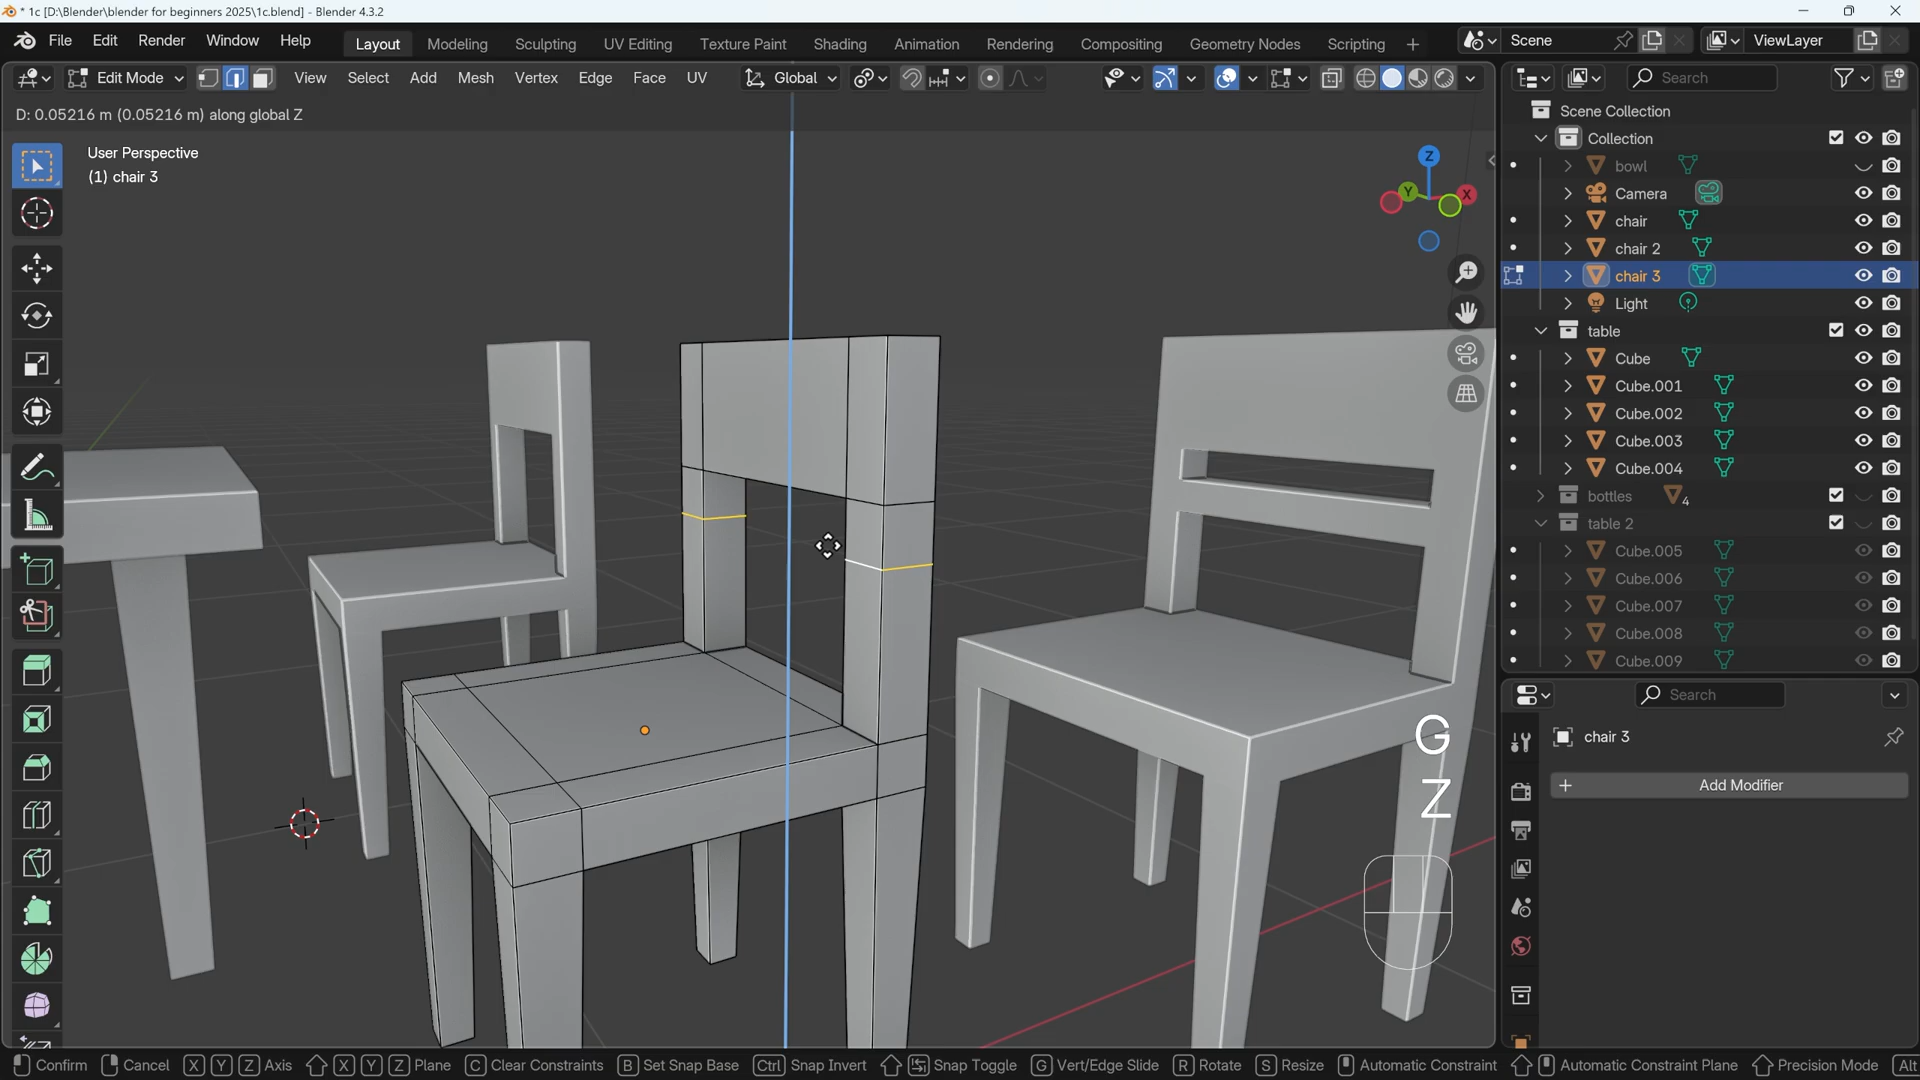 * 1c [D:\Blender\blender for beginners 2025\1c.blend] - Blender 4.3.2
File Edit Render Window Help Layout Modeling Sculpting UV Editing Texture Paint Shading Animation Rendering Compositing Geometry Nodes Scripting + Scene ViewLayer
Edit Mode View Select Add Mesh Vertex Edge Face UV Global Search
D: 0.05216 m (0.05216 m) along global Z
User Perspective
(1) chair 3
Z
Y
X
G
Z
Scene Collection
Collection
bowl
Camera
chair
chair 2
chair 3
Light
table
Cube
Cube.001
Cube.002
Cube.003
Cube.004
bottles 4
table 2
Cube.005
Cube.006
Cube.007
Cube.008
Cube.009
Search
chair 3
+ Add Modifier
Confirm Cancel X Y Z Axis X Y Z Plane C Clear Constraints B Set Snap Base Ctrl Snap Invert Snap Toggle G Vert/Edge Slide R Rotate S Resize Automatic Constraint Automatic Constraint Plane Precision Mode Alt